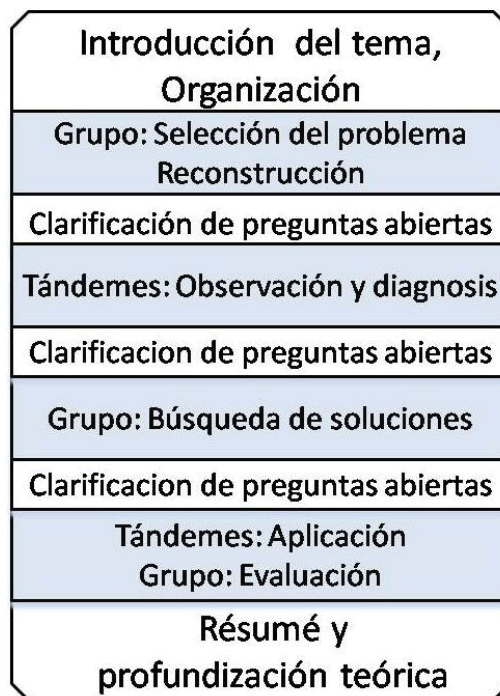 Introducción del tema,
Organización
Grupo: Selección del problema
Reconstrucción
Clarificación de preguntas abiertas
Tándemes: Observación y diagnosis
Clarificacion de preguntas abiertas
Grupo: Búsqueda de soluciones
Clarificacion de preguntas abiertas
Tándemes: Aplicación
Grupo: Evaluación
Résumé y
profundización teórica